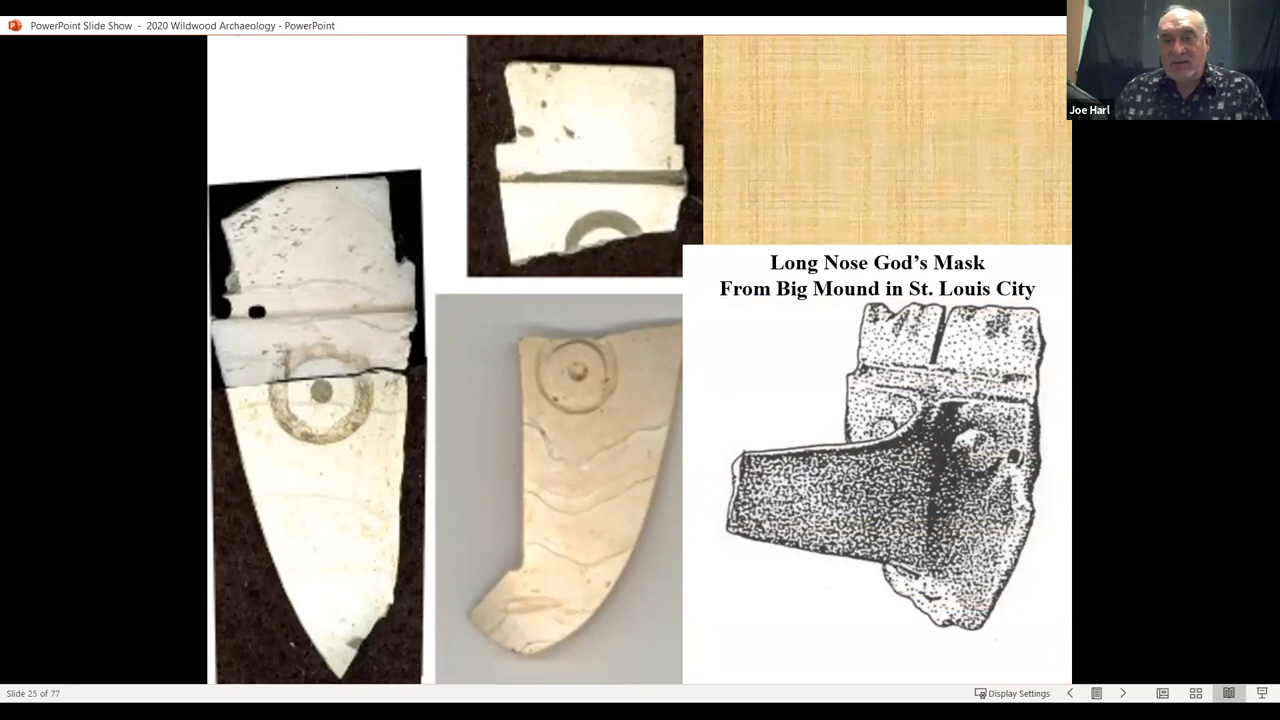 PowerPoint Slide Show - 2020 Wildwood Archaeology - PowerPoint
Joe Harl
Long Nose God's Mask
From Big Mound in St. Louis City
Slide 25 of 77
Display Settings